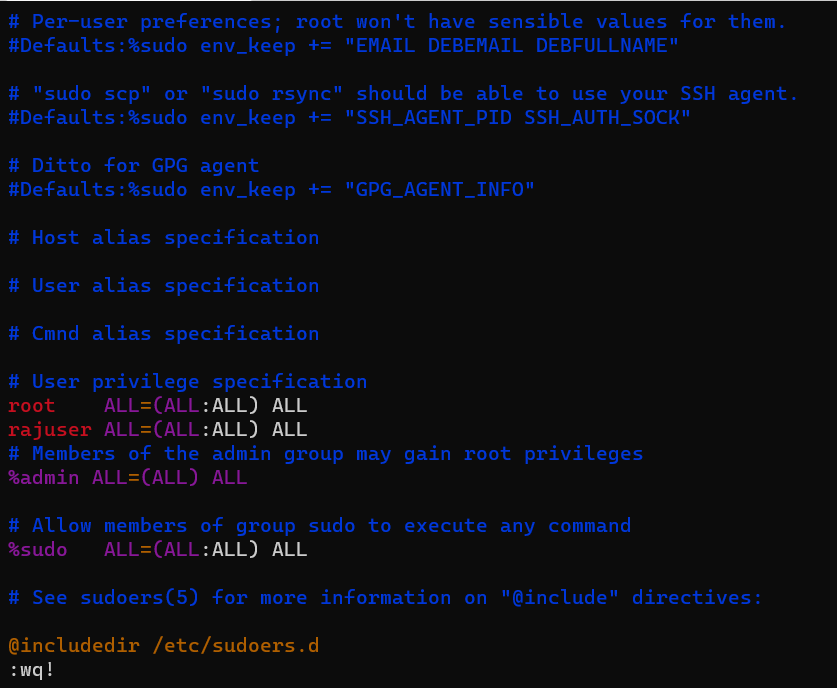 # Per-user preferences; root won't have sensible values for them.
#Defaults:%sudo env_keep += "EMAIL DEBEMAIL DEBFULLNAME"

# "sudo scp" or "sudo rsync" should be able to use your SSH agent.
#Defaults:%sudo env_keep += "SSH_AGENT_PID SSH_AUTH_SOCK"

# Ditto for GPG agent
#Defaults:%sudo env_keep += "GPG_AGENT_INFO"

# Host alias specification

# User alias specification

# Cmnd alias specification

# User privilege specification
root    ALL=(ALL:ALL) ALL
rajuser ALL=(ALL:ALL) ALL
# Members of the admin group may gain root privileges
%admin ALL=(ALL) ALL

# Allow members of group sudo to execute any command
%sudo   ALL=(ALL:ALL) ALL

# See sudoers(5) for more information on "@include" directives:

@includedir /etc/sudoers.d
:wq!